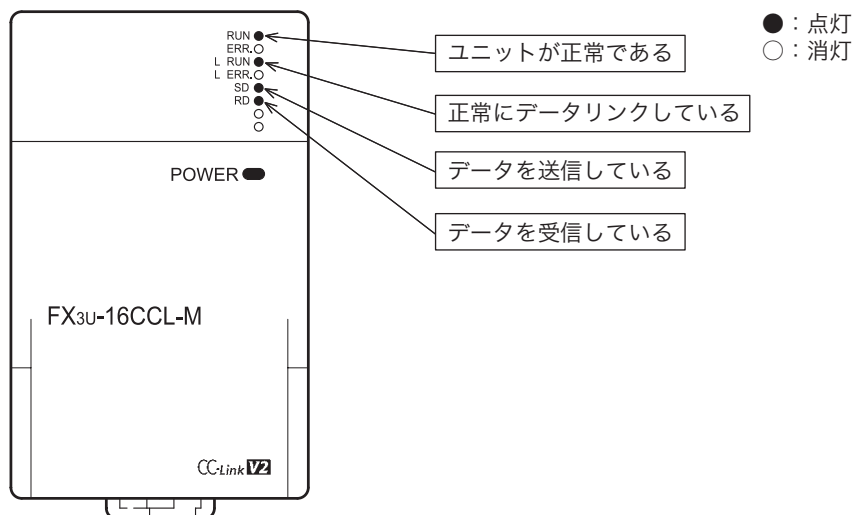 RUN
ERR.
L RUN
L ERR.
SD
RD
POWER
FX3U-16CCL-M
CC-Link V2
ユニットが正常である
正常にデータリンクしている
データを送信している
データを受信している
●：点灯
○：消灯